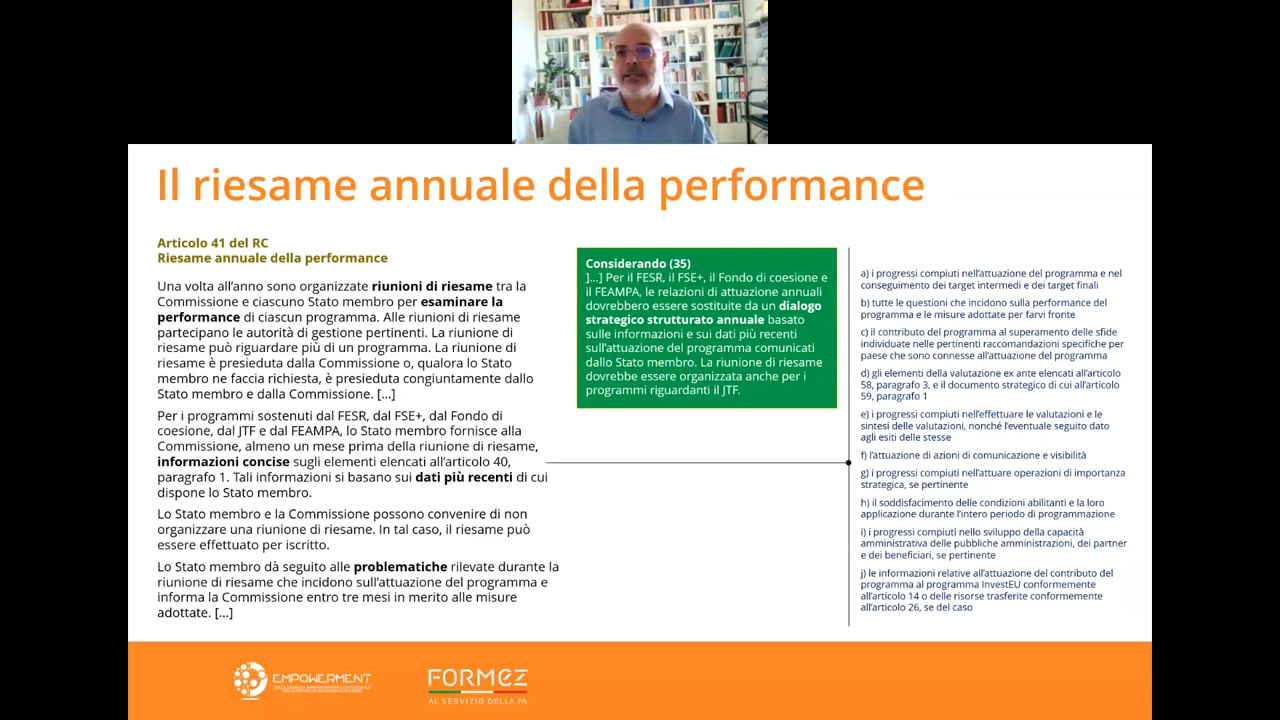 Il riesame annuale della performance
Articolo 41 del RC
Riesame annuale della performance
Una volta all'anno sono organizzate riunioni di riesame tra la
Commissione e ciascuno Stato membro per esaminare la
performance di ciascun programma. Alle riunioni di riesame
partecipano le autorità di gestione pertinenti. La riunione di
riesame può riguardare più di un programma. La riunione di
riesame è presieduta dalla Commissione o, qualora lo Stato
membro ne faccia richiesta, è presieduta congiuntamente dallo
Stato membro e dalla Commissione. [...]
Per i programmi sostenuti dal FESR, dal FSE+, dal Fondo di
coesione, dal JTF e dal FEAMPA, lo Stato membro fornisce alla
Commissione, almeno un mese prima della riunione di riesame,
informazioni concise sugli elementi elencati all'articolo 40,
paragrafo 1. Tali informazioni si basano sui dati più recenti di cui
dispone lo Stato membro.
Lo Stato membro e la Commissione possono convenire di non
organizzare una riunione di riesame. In tal caso, il riesame può
essere effettuato per iscritto.
Lo Stato membro dà seguito alle problematiche rilevate durante la
riunione di riesame che incidono sull'attuazione del programma e
informa la Commissione entro tre mesi in merito alle misure
adottate. [...]
Considerando (35)
]...] Per il FESR, il FSE+, il Fondo di coesione e
il FEAMPA, le relazioni di attuazione annuali
dovrebbero essere sostituite da un dialogo
strategico strutturato annuale basato
sulle informazioni e sui dati più recenti
sull'attuazione del programma comunicati
dallo Stato membro. La riunione di riesame
dovrebbe essere organizzata anche per i
programmi riguardanti il JTF.
a) i progressi compiuti nell'attuazione del programma e nel
conseguimento dei target intermedi e dei target finali
b) tutte le questioni che incidono sulla performance del
programma e le misure adottate per farvi fronte
c) il contributo del programma al superamento delle sfide
individuate nelle pertinenti raccomandazioni specifiche per
paese che sono connesse all'attuazione del programma
d) gli elementi della valutazione ex ante elencati all'articolo
58, paragrafo 3, e il documento strategico di cui all'articolo
59, paragrafo 1
e) i progressi compiuti nell'effettuare le valutazioni e le
sintesi delle valutazioni, nonché l'eventuale seguito dato
agli esiti delle stesse
f) l'attuazione di azioni di comunicazione e visibilità
g) i progressi compiuti nell'attuare operazioni di importanza
strategica, se pertinente
h) il soddisfacimento delle condizioni abilitanti e la loro
applicazione durante l'intero periodo di programmazione
i) i progressi compiuti nello sviluppo della capacità
amministrativa delle pubbliche amministrazioni, dei partner
e dei beneficiari, se pertinente
j) le informazioni relative all'attuazione del contributo del
programma al programma InvestEU conformemente
all'articolo 14 o delle risorse trasferite conformemente
all'articolo 26, se del caso
EMPOWERMENT
FORMEZ
AL SERVIZIO DELLA PA